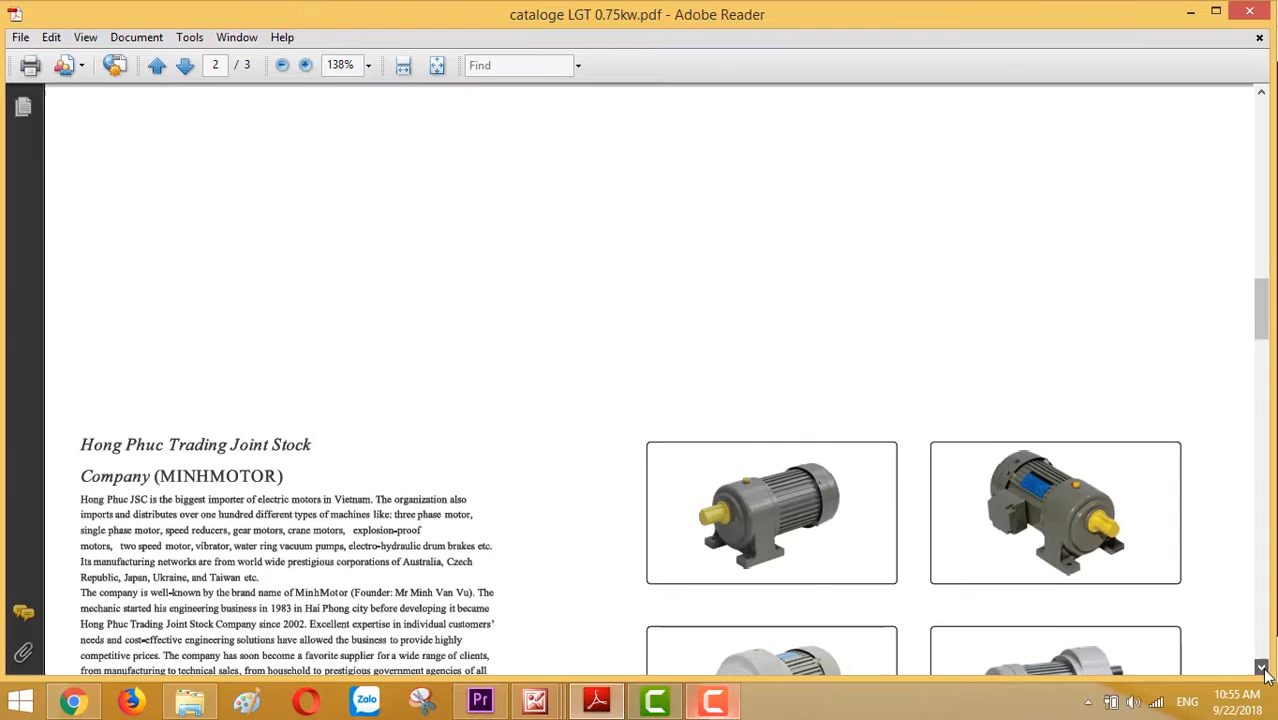 cataloge LGT 0.75kw.pdf - Adobe Reader
File Edit View Document Tools Window Help
2 / 3 138% Find
Hong Phuc Trading Joint Stock
Company (MINHMOTOR)
Hong Phuc JSC is the biggest importer of electric motors in Vietnam. The organization also
imports and distributes over one hundred different types of machines like: three phase motor,
single phase motor, speed reducers, gear motors, crane motors, explosion-proof
motors, two speed motor, vibrator, water ring vacuum pumps, electro-hydraulic drum brakes etc.
Its manufacturing networks are from world wide prestigious corporations of Australia, Czech
Republic, Japan, Ukraine, and Taiwan etc.
The company is well-known by the brand name of MinhMotor (Founder: Mr Minh Van Vu). The
mechanic started his engineering business in 1983 in Hai Phong city before developing it became
Hong Phuc Trading Joint Stock Company since 2002. Excellent expertise in individual customers'
needs and cost-effective engineering solutions have allowed the business to provide highly
competitive prices. The company has soon become a favorite supplier for a wide range of clients,
from manufacturing to technical sales, from household to prestigious government agencies of all
Zalo Pr C C
ENG
10:55 AM
9/22/2018